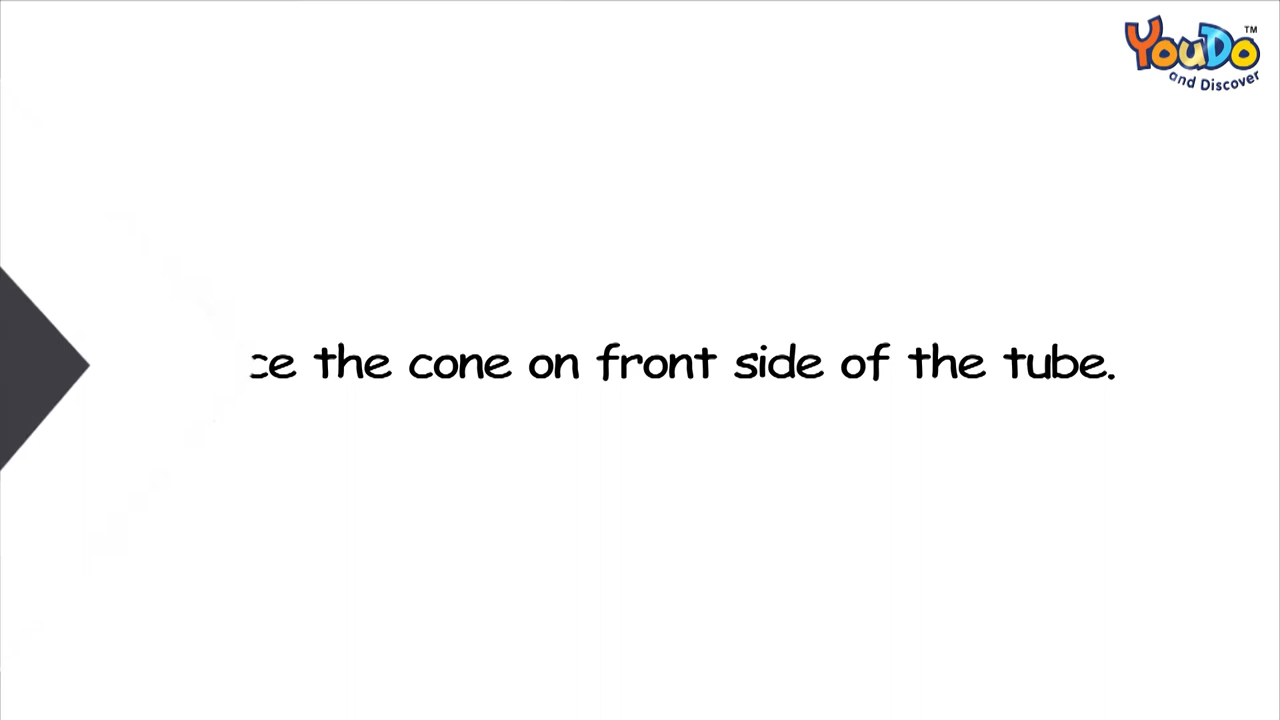 YouDo™
and Discover
ce the cone on front side of the tube.